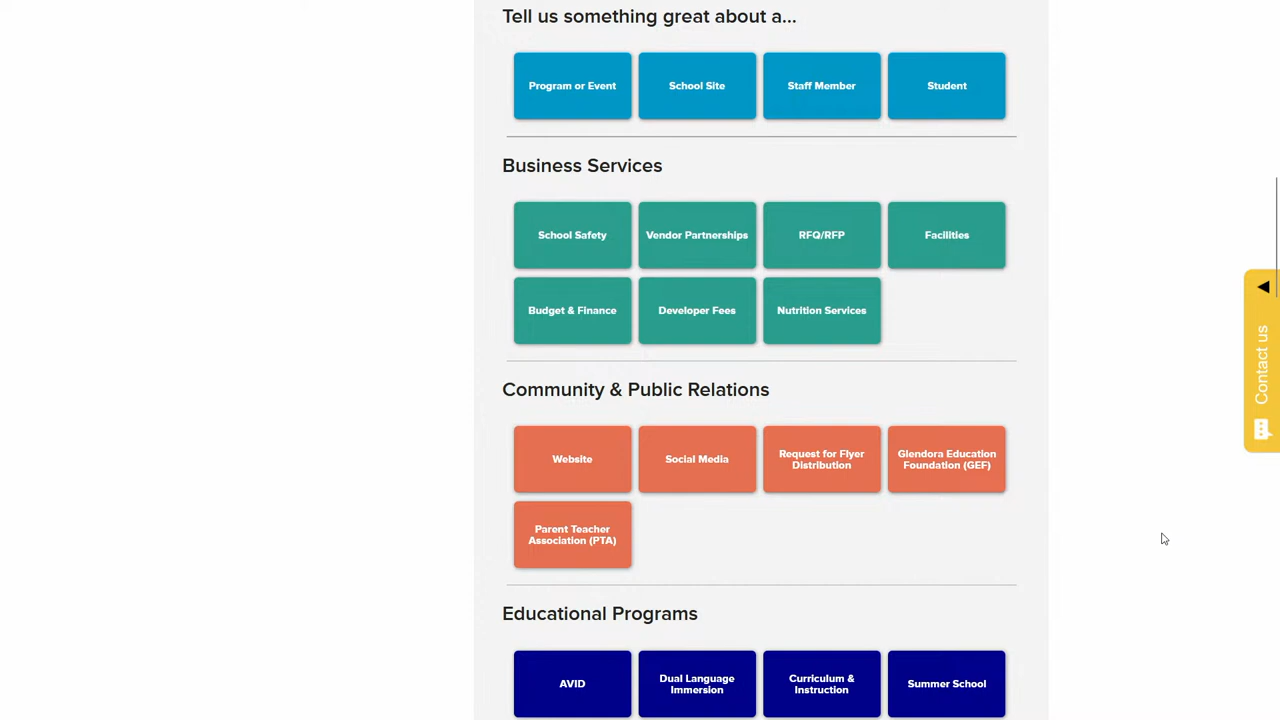 Tell us something great about a...
Program or Event
School Site
Staff Member
Student
Business Services
School Safety
Vendor Partnerships
RFQ/RFP
Facilities
Budget & Finance
Developer Fees
Nutrition Services
Community & Public Relations
Website
Social Media
Request for Flyer
Distribution
Glendora Education
Foundation (GEF)
Parent Teacher
Association (PTA)
Educational Programs
AVID
Dual Language
Immersion
Curriculum &
Instruction
Summer School
Contact us